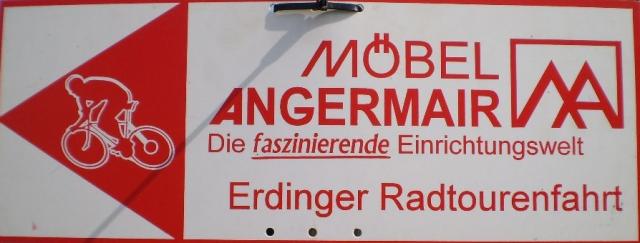 MÖBEL
ANGERMAIR
Die faszinierende Einrichtungswelt
Erdinger Radtourenfahrt